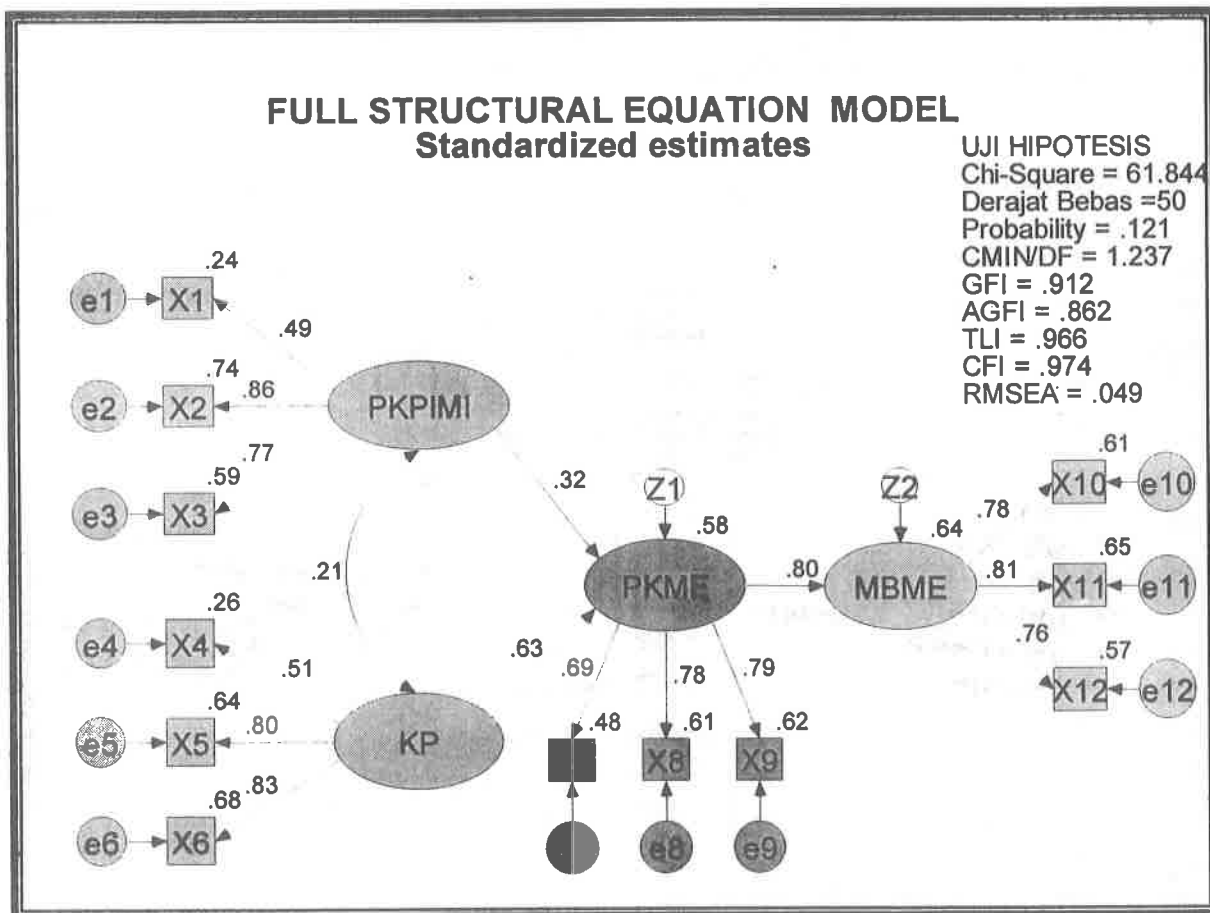 FULL STRUCTURAL EQUATION MODEL
Standardized estimates
UJI HIPOTESIS
Chi-Square = 61.844
Derajat Bebas =50
Probability = .121
CMIN/DF = 1.237
GFI = .912
AGFI = .862
TLI = .966
CFI = .974
RMSEA = .049
.24
e1 X1
.49
.74
e2 X2 .86 PKPIMI
.77
.59
e3 X3
.32
Z1 Z2
.58 .64
.21
PKME .80 MBME .81
.78
.61
X10 e10
.65
X11 e11
.76
.57
X12 e12
.26
e4 X4
.51
.63
.69 .78 .79
.64
e5 X5 .80 KP
.48 .61 .62
X8 X9
.68 .83
e6 X6
e8 e9